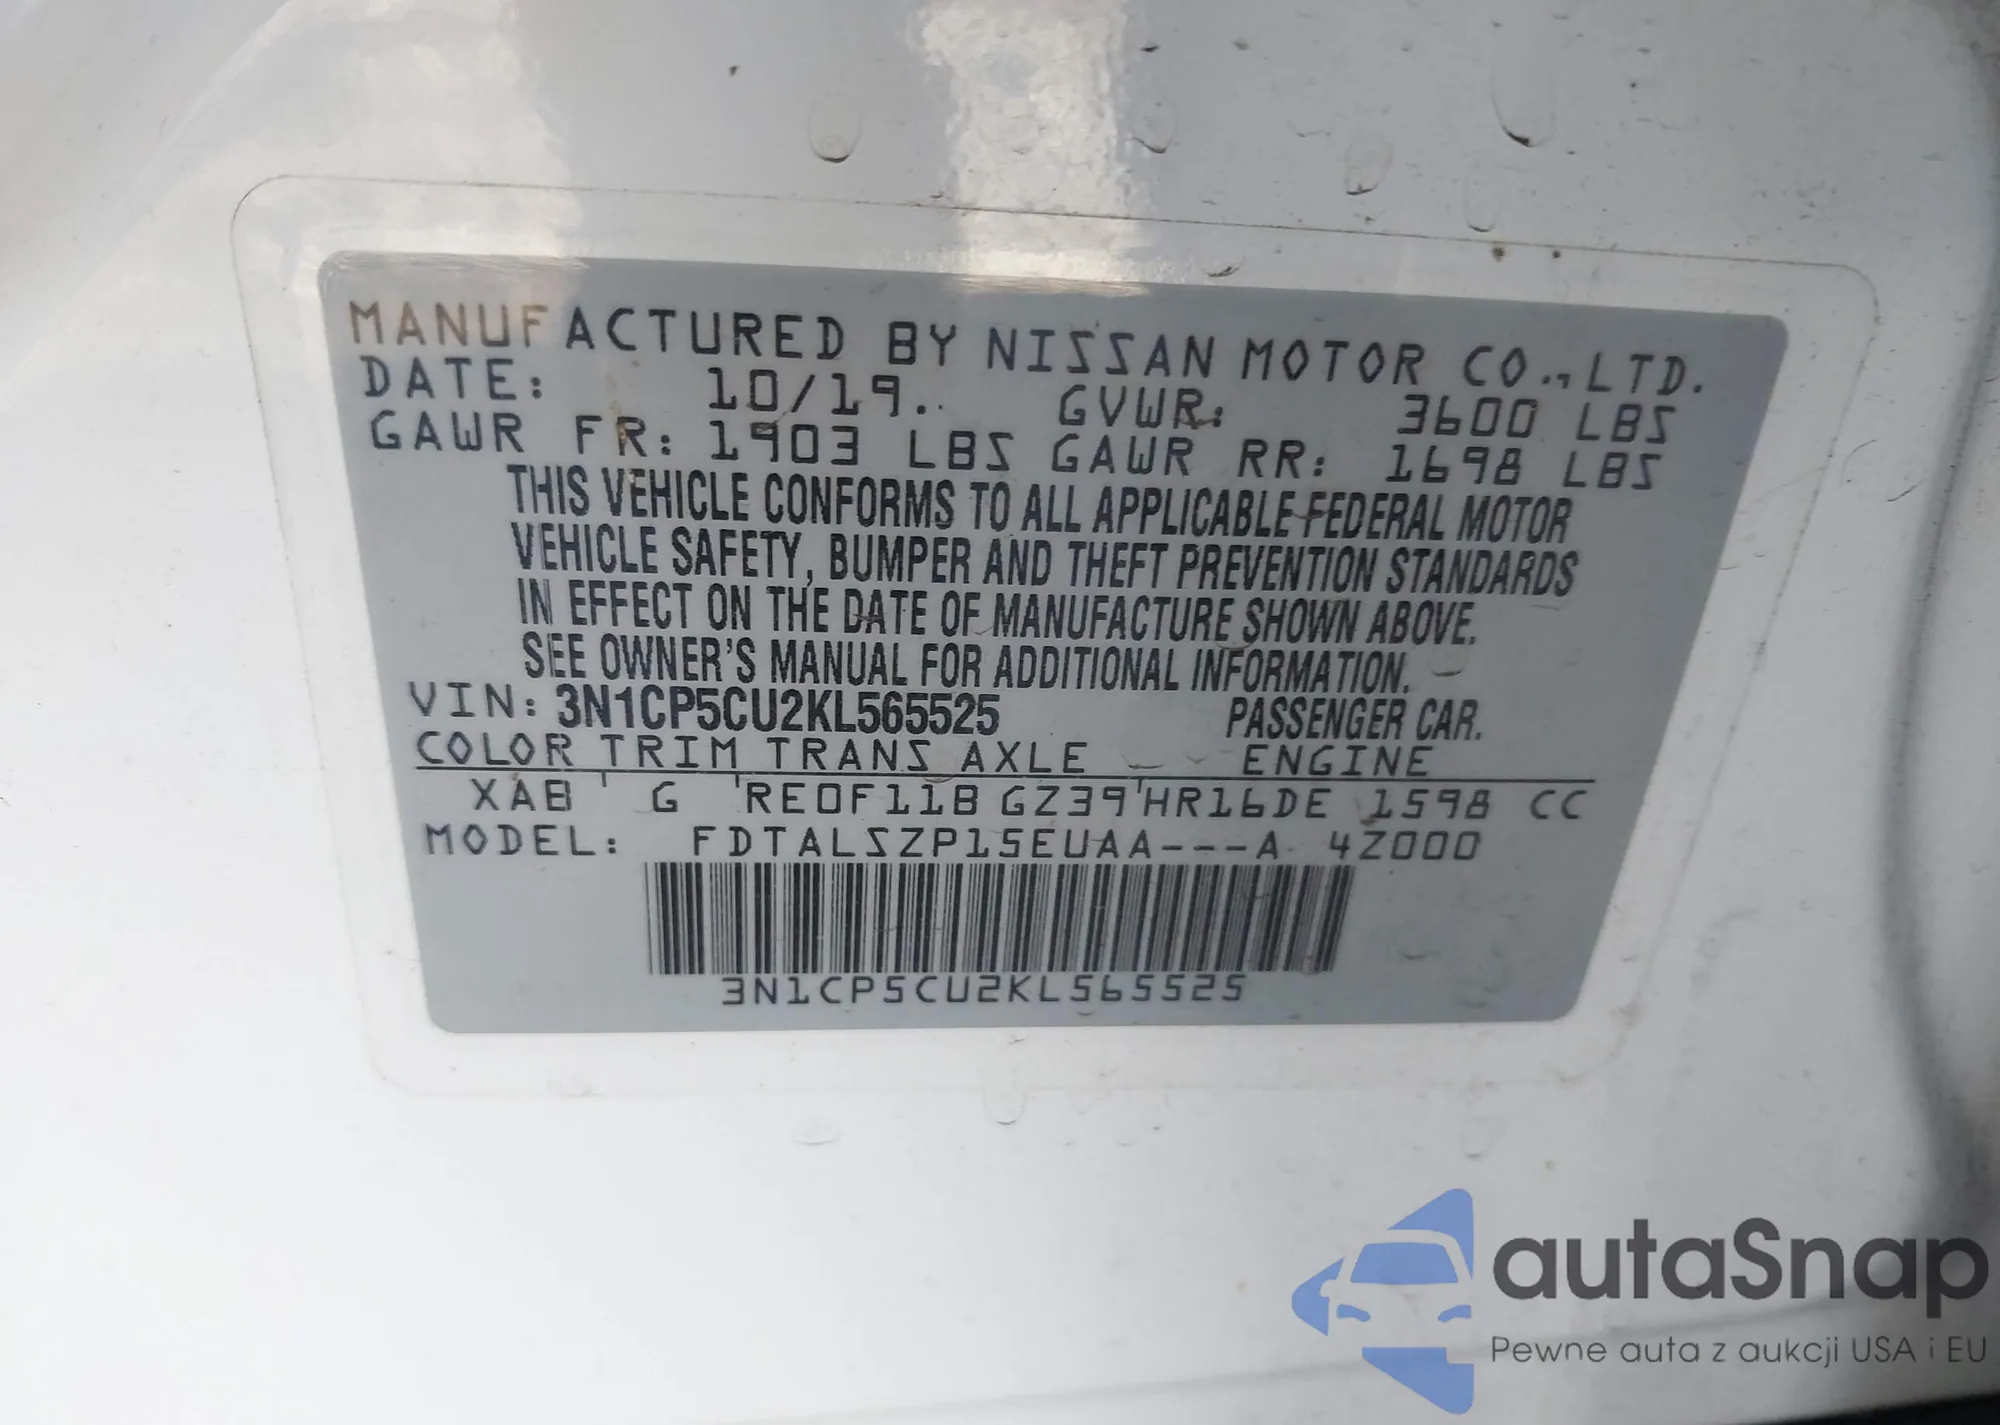 MANUFACTURED BY NISSAN MOTOR CO.,LTD.
DATE: 10/19 GVWR: 3600 LBS
GAWR FR: 1903 LBS GAWR RR: 1698 LBS
THIS VEHICLE CONFORMS TO ALL APPLICABLE FEDERAL MOTOR
VEHICLE SAFETY, BUMPER AND THEFT PREVENTION STANDARDS
IN EFFECT ON THE DATE OF MANUFACTURE SHOWN ABOVE.
SEE OWNER'S MANUAL FOR ADDITIONAL INFORMATION.
VIN: 3N1CP5CU2KL565525 PASSENGER CAR.
COLOR TRIM TRANS AXLE ENGINE
XAB G RE0F11B GZ39 HR16DE 1598 CC
MODEL: FDTALSZP15EUAA---A 4Z000
3N1CP5CU2KL565525
autaSnap
Pewne auta z aukcji USA i EU